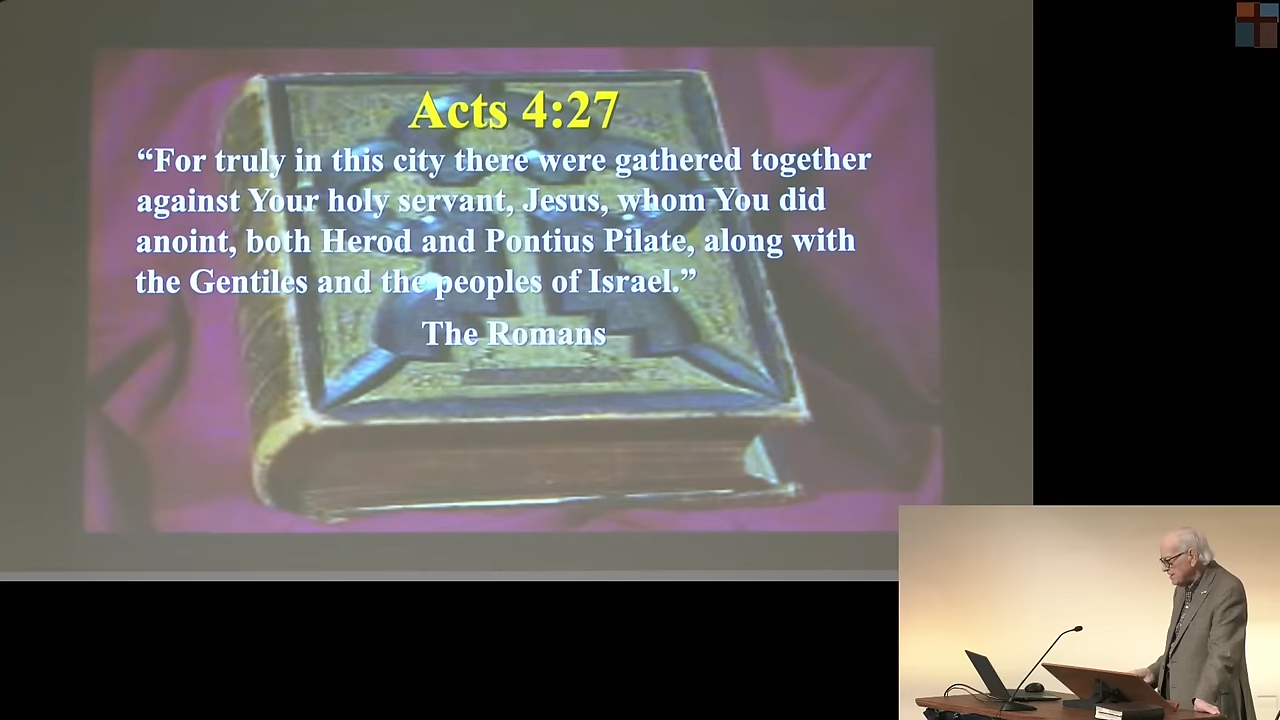 Acts 4:27
“For truly in this city there were gathered together
against Your holy servant, Jesus, whom You did
anoint, both Herod and Pontius Pilate, along with
the Gentiles and the peoples of Israel.”
The Romans